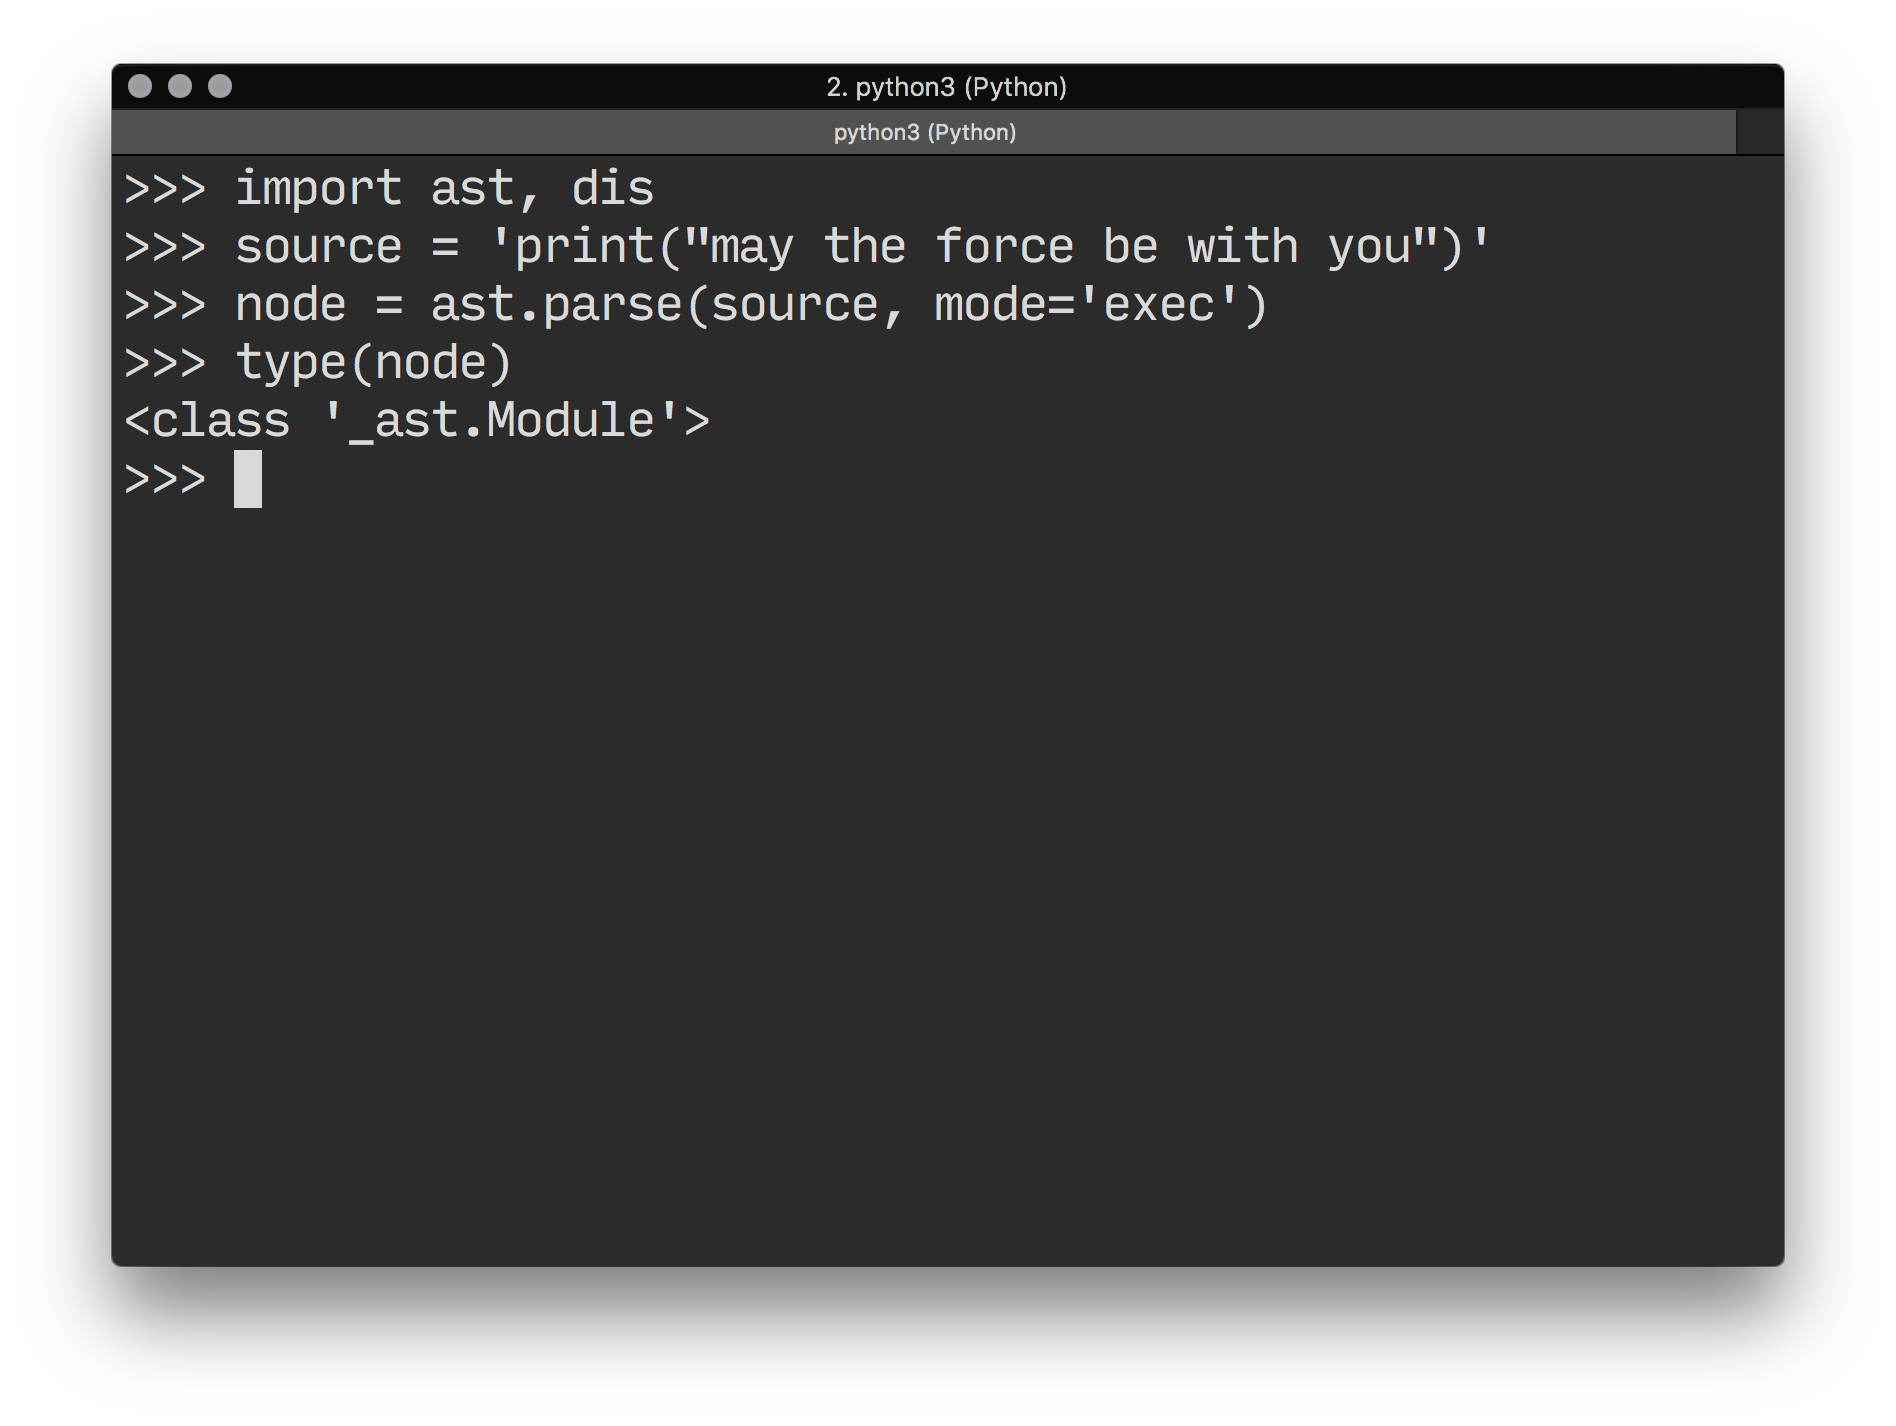 2. python3 (Python)
python3 (Python)
>>> import ast, dis
>>> source = 'print("may the force be with you")'
>>> node = ast.parse(source, mode='exec')
>>> type(node)
<class '_ast.Module'>
>>>